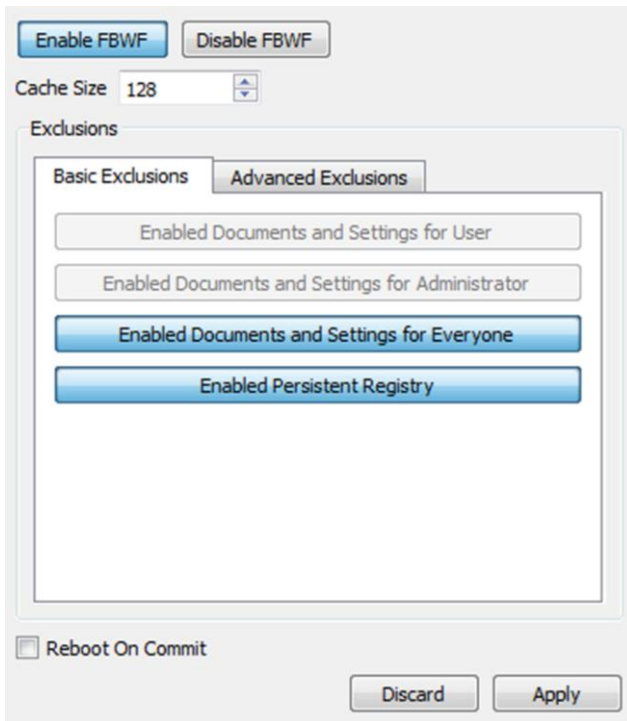 Enable FBWF Disable FBWF
Cache Size 128
Exclusions
Basic Exclusions Advanced Exclusions
Enabled Documents and Settings for User
Enabled Documents and Settings for Administrator
Enabled Documents and Settings for Everyone
Enabled Persistent Registry
Reboot On Commit
Discard Apply